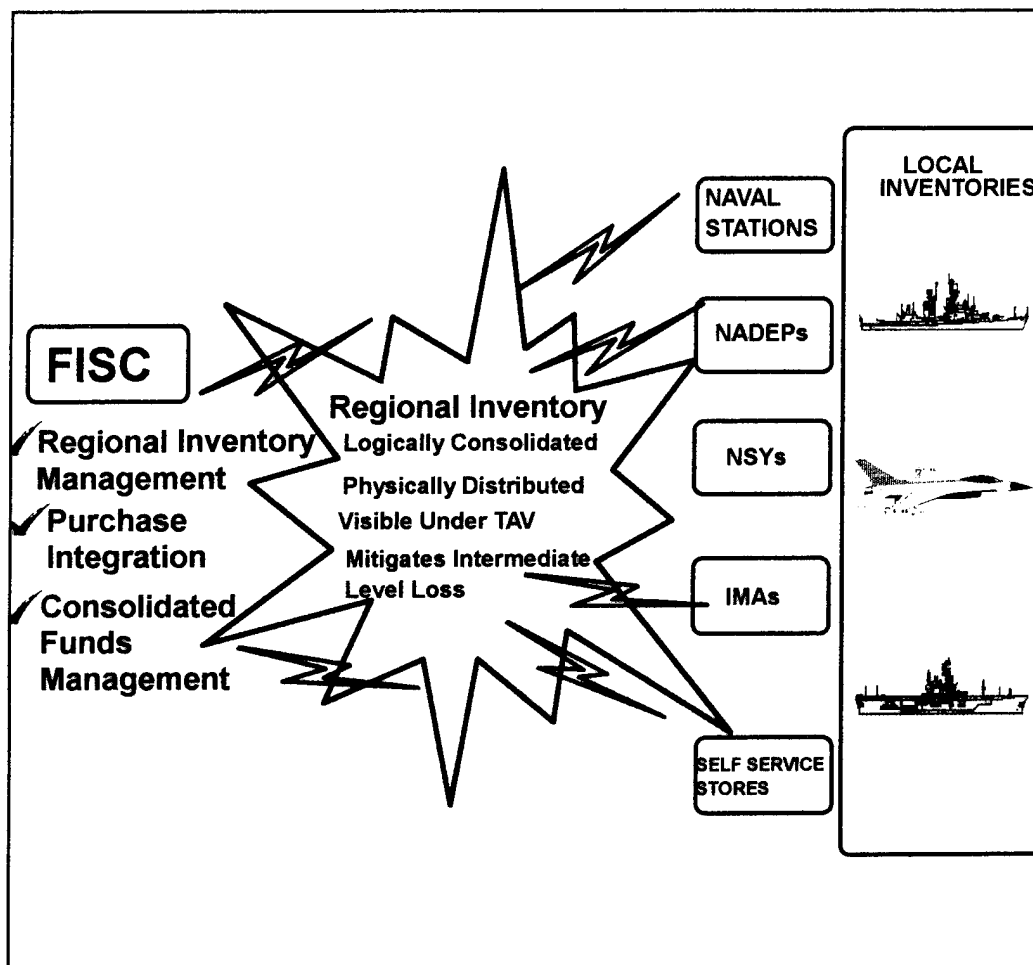 FISC
Regional Inventory
Management
Purchase
Integration
Consolidated
Funds
Management
Regional Inventory
Logically Consolidated
Physically Distributed
Visible Under TAV
Mitigates Intermediate
Level Loss
NAVAL
STATIONS
NADEPs
NSYs
IMAs
SELF SERVICE
STORES
LOCAL
INVENTORIES